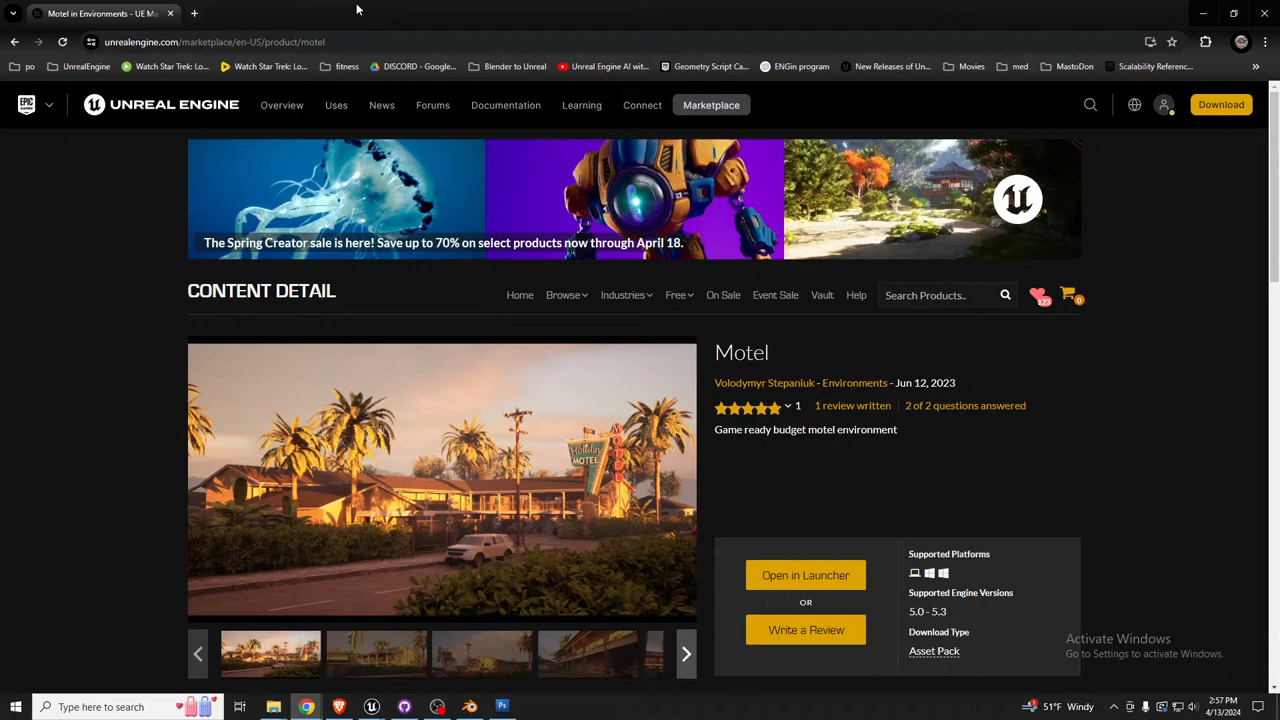 Motel in Environments - UE Ma
unrealengine.com/marketplace/en-US/product/motel
po
UnrealEngine
Watch Star Trek: Lo...
Watch Star Trek: Lo...
fitness
DISCORD - Google...
Blender to Unreal
Unreal Engine AI wit...
Geometry Script Ca...
ENGin program
New Releases of Un...
Movies
med
MastoDon
Scalability Referenc...
UNREAL ENGINE
Overview
Uses
News
Forums
Documentation
Learning
Connect
Marketplace
Download
The Spring Creator sale is here! Save up to 70% on select products now through April 18.
CONTENT DETAIL
Home
Browse
Industries
Free
On Sale
Event Sale
Vault
Help
Search Products..
123
0
Holiday
MOTEL
MOTEL
Motel
Volodymyr Stepaniuk - Environments - Jun 12, 2023
1
1 review written
2 of 2 questions answered
Game ready budget motel environment
Open in Launcher
OR
Write a Review
Supported Platforms
Supported Engine Versions
5.0 - 5.3
Download Type
Asset Pack
Activate Windows
Go to Settings to activate Windows.
Type here to search
Ps
51°F Windy
2:57 PM
4/13/2024